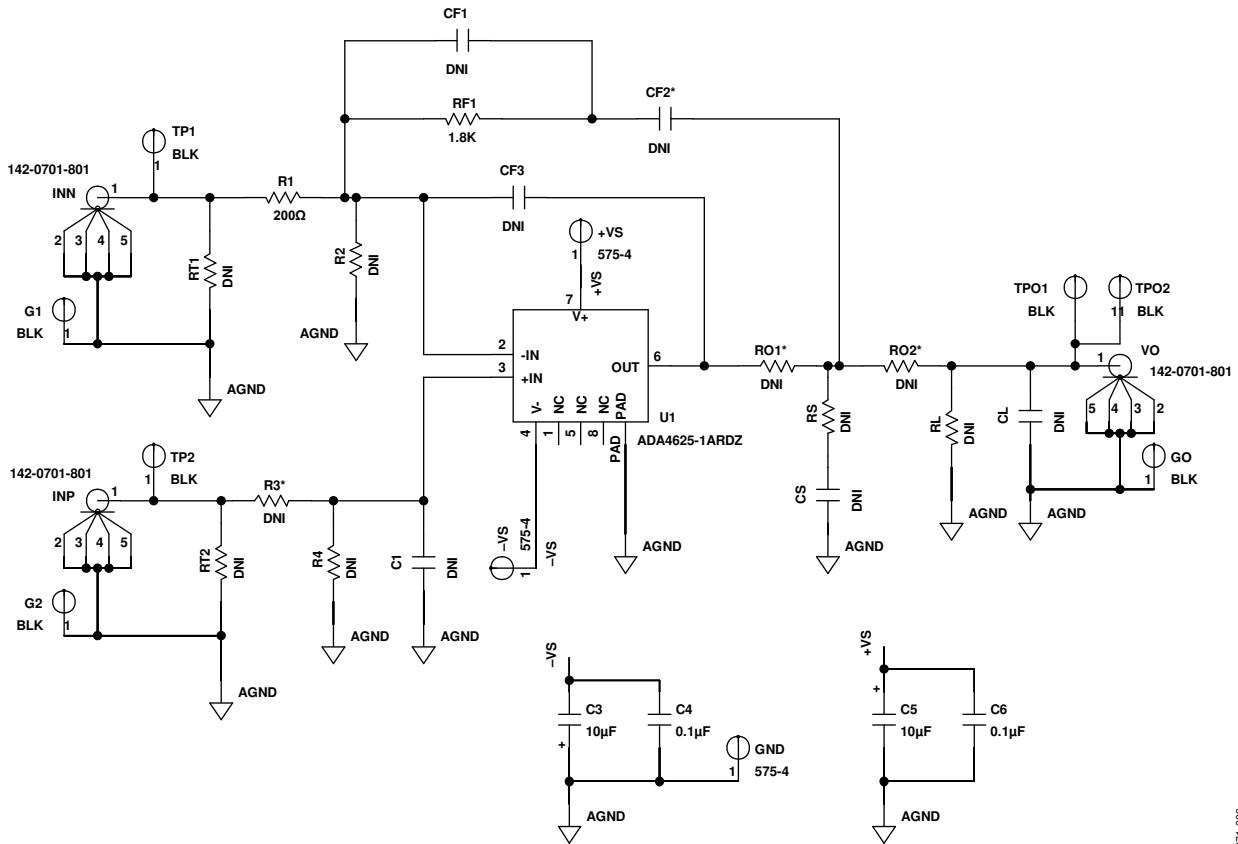 CF1
DNI
CF2*
RF1
1.8K
DNI
TP1
BLK
1
142-0701-801
INN
1
R1
200Ω
CF3
DNI
2 3 4 5
RT1
DNI
R2
DNI
+VS
575-4
1
+VS
7
V+
G1
BLK
1
AGND
AGND
2
-IN
3
+IN
OUT
6
V-
NC
NC
NC
PAD
4
1
5
8
PAD
U1
ADA4625-1ARDZ
RO1*
DNI
RO2*
DNI
RS
DNI
CS
DNI
AGND
RL
DNI
AGND
CL
DNI
AGND
TPO1
BLK
TPO2
BLK
11
1
VO
142-0701-801
5 4 3 2
GO
BLK
1
TP2
BLK
1
142-0701-801
INP
1
R3*
DNI
2 3 4 5
RT2
DNI
R4
DNI
C1
DNI
–VS
575-4
1
–VS
AGND
G2
BLK
1
AGND
AGND
AGND
–VS
C3
10µF
+
C4
0.1µF
GND
575-4
1
AGND
+VS
+
C5
10µF
C6
0.1µF
AGND